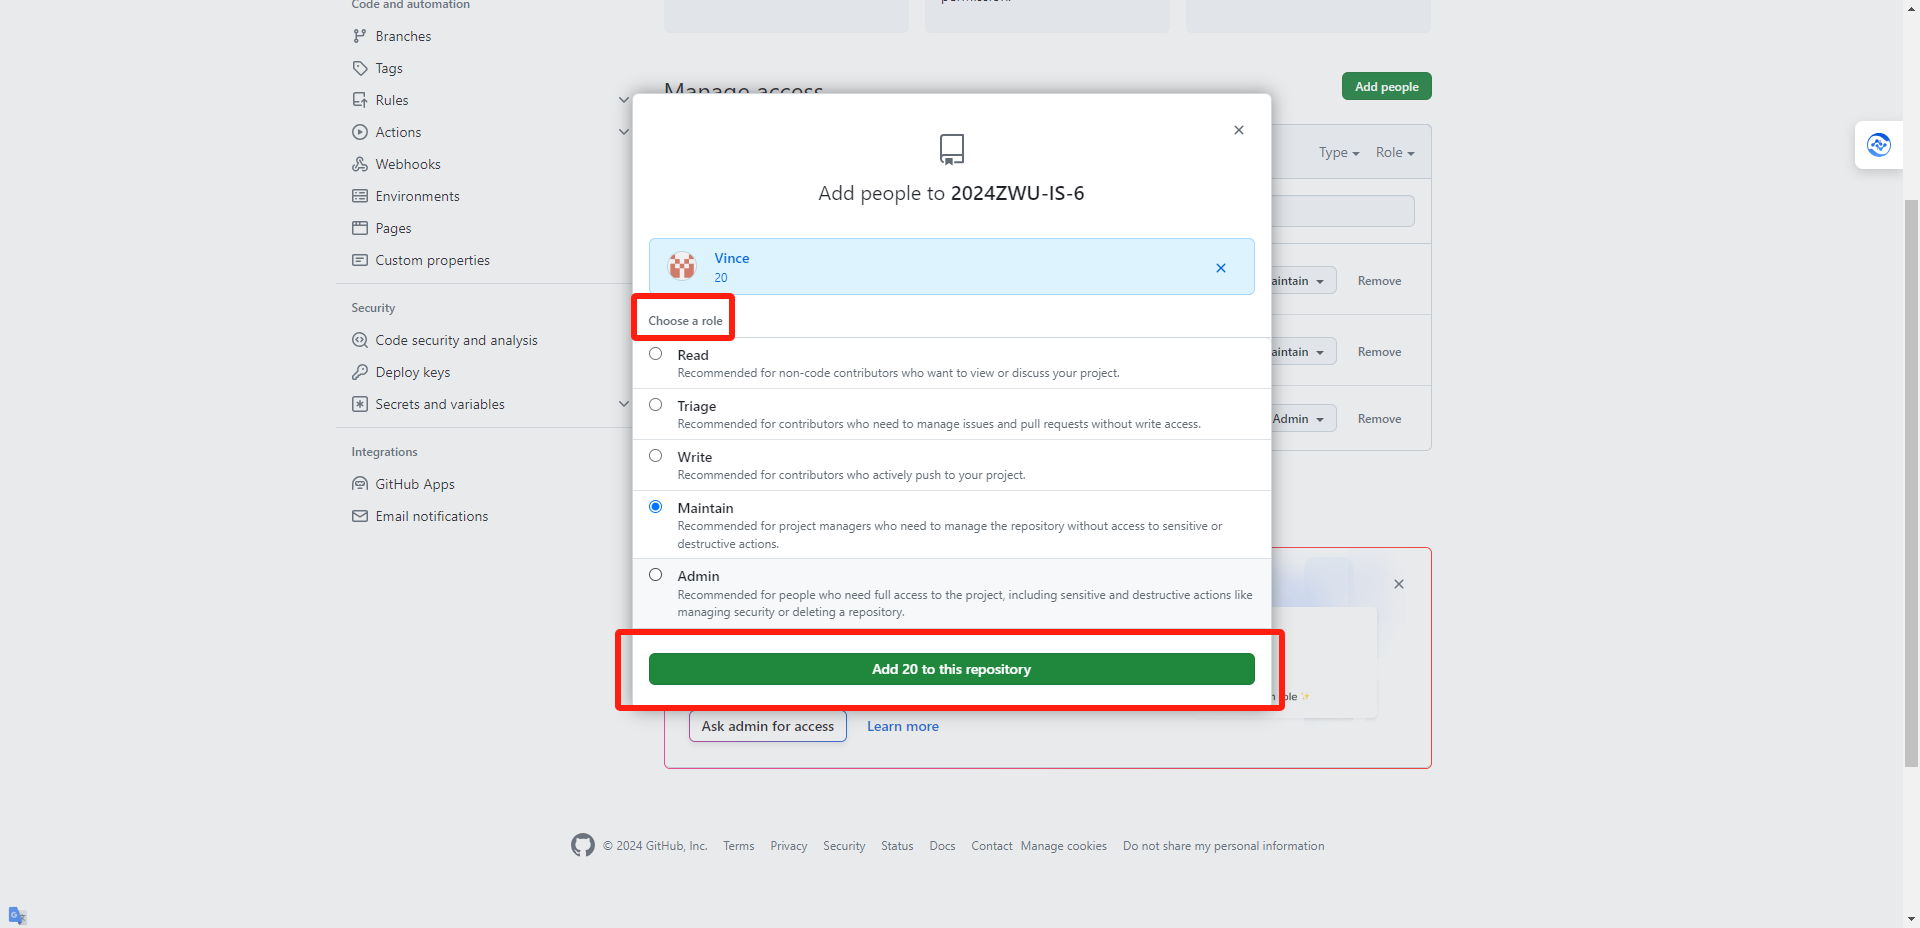 Code and automation
Branches
Tags
Rules
Actions
Webhooks
Environments
Pages
Custom properties
Security
Code security and analysis
Deploy keys
Secrets and variables
Integrations
GitHub Apps
Email notifications
Manage access
Add people
Type
Role
Remove
Remove
Admin
Remove
Add people to 2024ZWU-IS-6
Vince
20
Choose a role
Read
Recommended for non-code contributors who want to view or discuss your project.
Triage
Recommended for contributors who need to manage issues and pull requests without write access.
Write
Recommended for contributors who actively push to your project.
Maintain
Recommended for project managers who need to manage the repository without access to sensitive or
destructive actions.
Admin
Recommended for people who need full access to the project, including sensitive and destructive actions like
managing security or deleting a repository.
Add 20 to this repository
Ask admin for access
Learn more
© 2024 GitHub, Inc.
Terms
Privacy
Security
Status
Docs
Contact
Manage cookies
Do not share my personal information